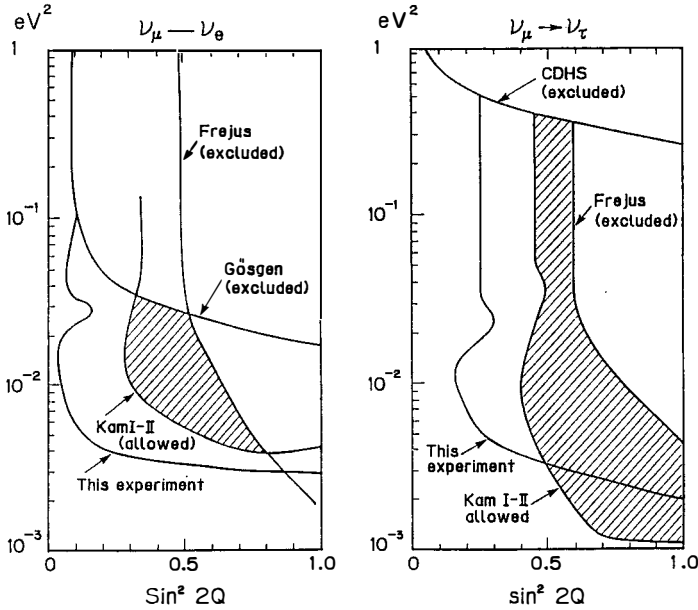 eV²
ν_μ — ν_e
1
Frejus
(excluded)
10⁻¹
Gösgen
(excluded)
10⁻²
KamI-II
(allowed)
This experiment
10⁻³
0
0.5
1.0
Sin² 2Q
eV²
ν_μ → ν_τ
1
CDHS
(excluded)
Frejus
(excluded)
10⁻¹
10⁻²
This
experiment
Kam I-II
allowed
10⁻³
0
0.5
1.0
sin² 2Q